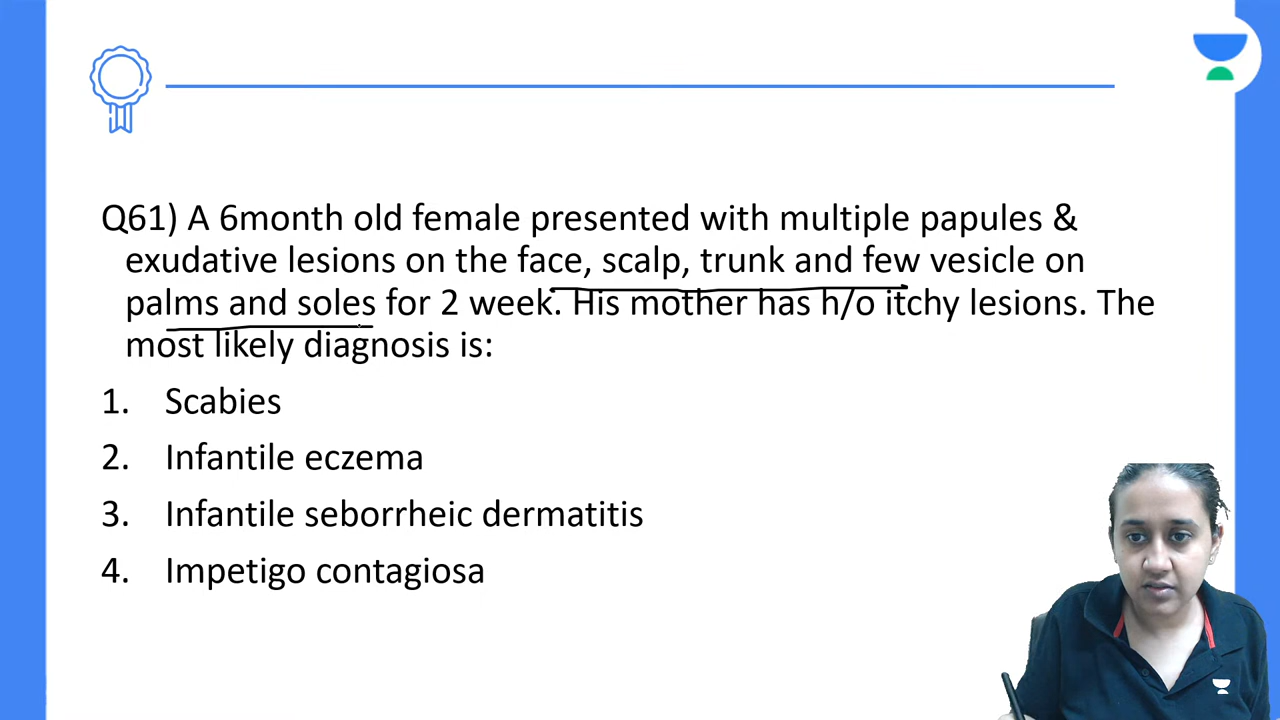 Q61) A 6month old female presented with multiple papules &
exudative lesions on the face, scalp, trunk and few vesicle on
palms and soles for 2 week. His mother has h/o itchy lesions. The
most likely diagnosis is:
1. Scabies
2. Infantile eczema
3. Infantile seborrheic dermatitis
4. Impetigo contagiosa